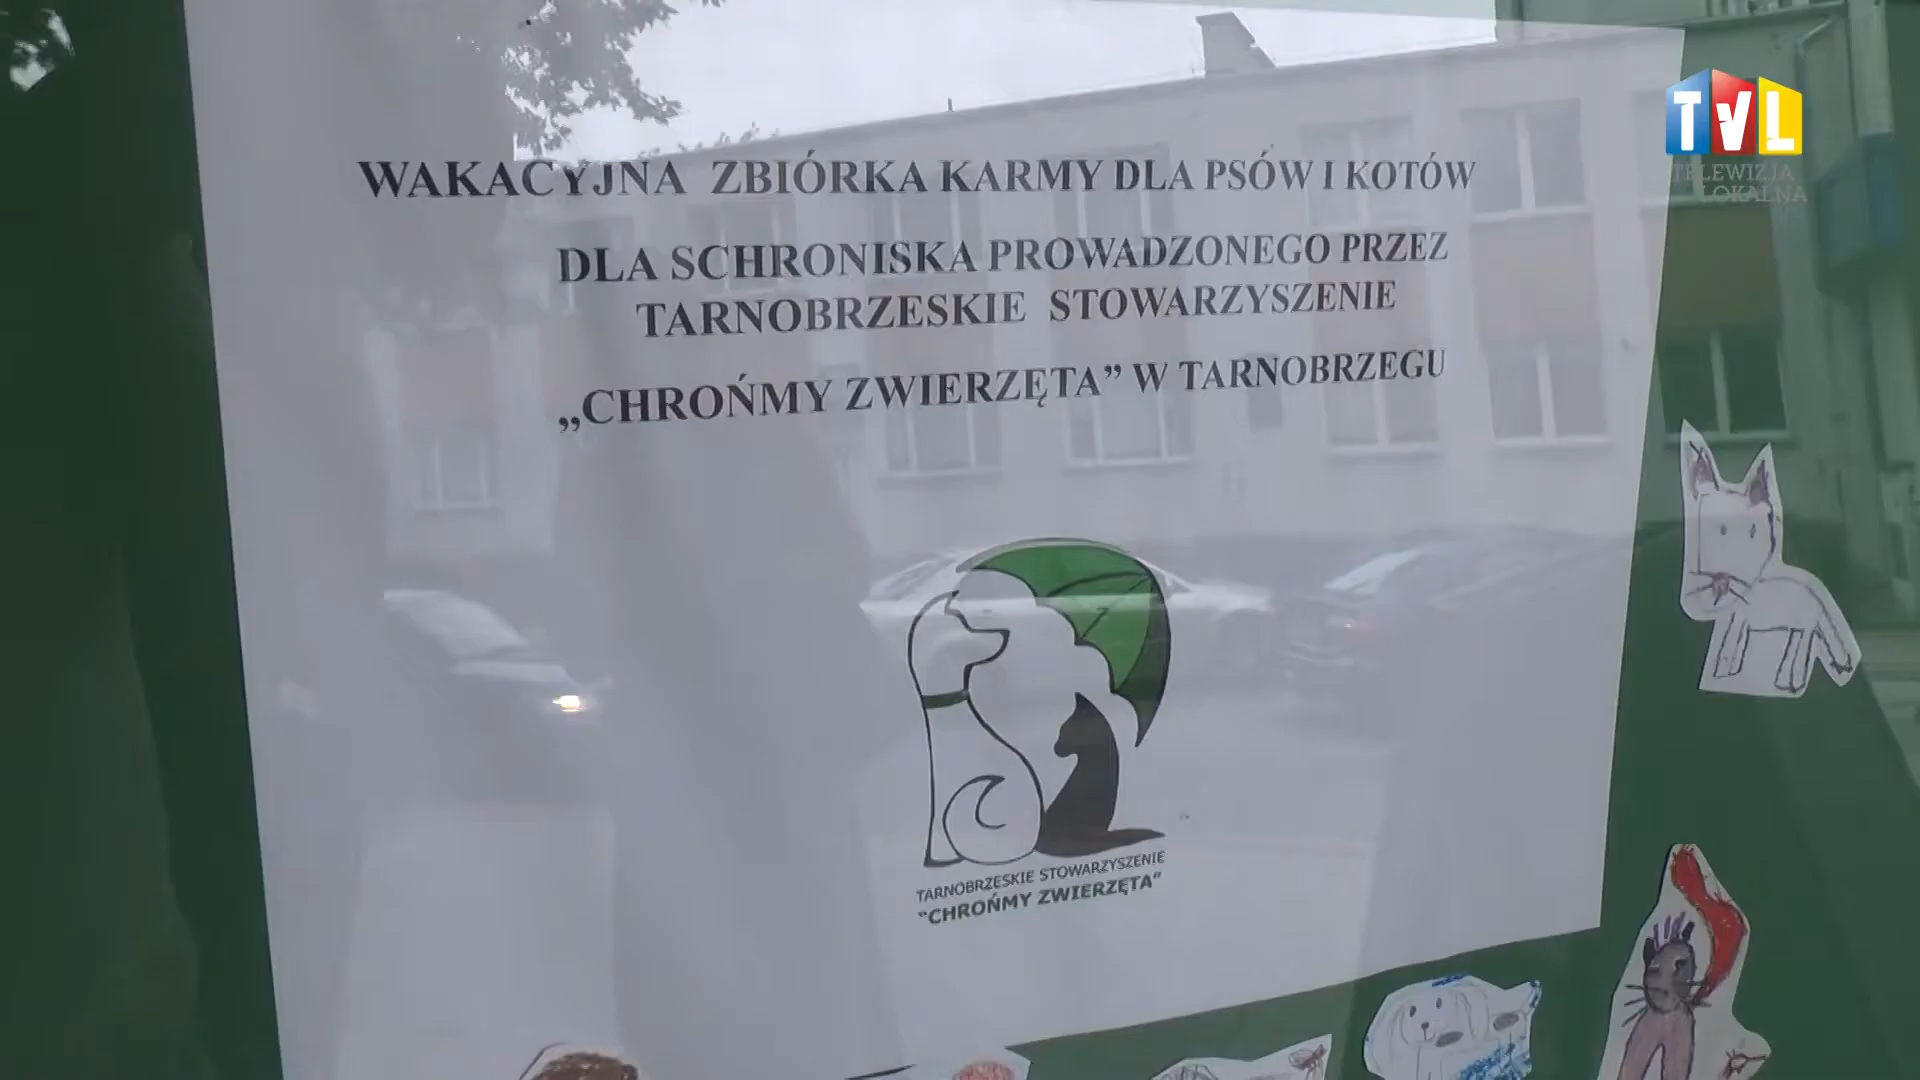 TVL
TELEWIZJA
LOKALNA
WAKACYJNA ZBIÓRKA KARMY DLA PSÓW I KOTÓW
DLA SCHRONISKA PROWADZONEGO PRZEZ
TARNOBRZESKIE STOWARZYSZENIE
„CHROŃMY ZWIERZĘTA” W TARNOBRZEGU
TARNOBRZESKIE STOWARZYSZENIE
“CHROŃMY ZWIERZĘTA“